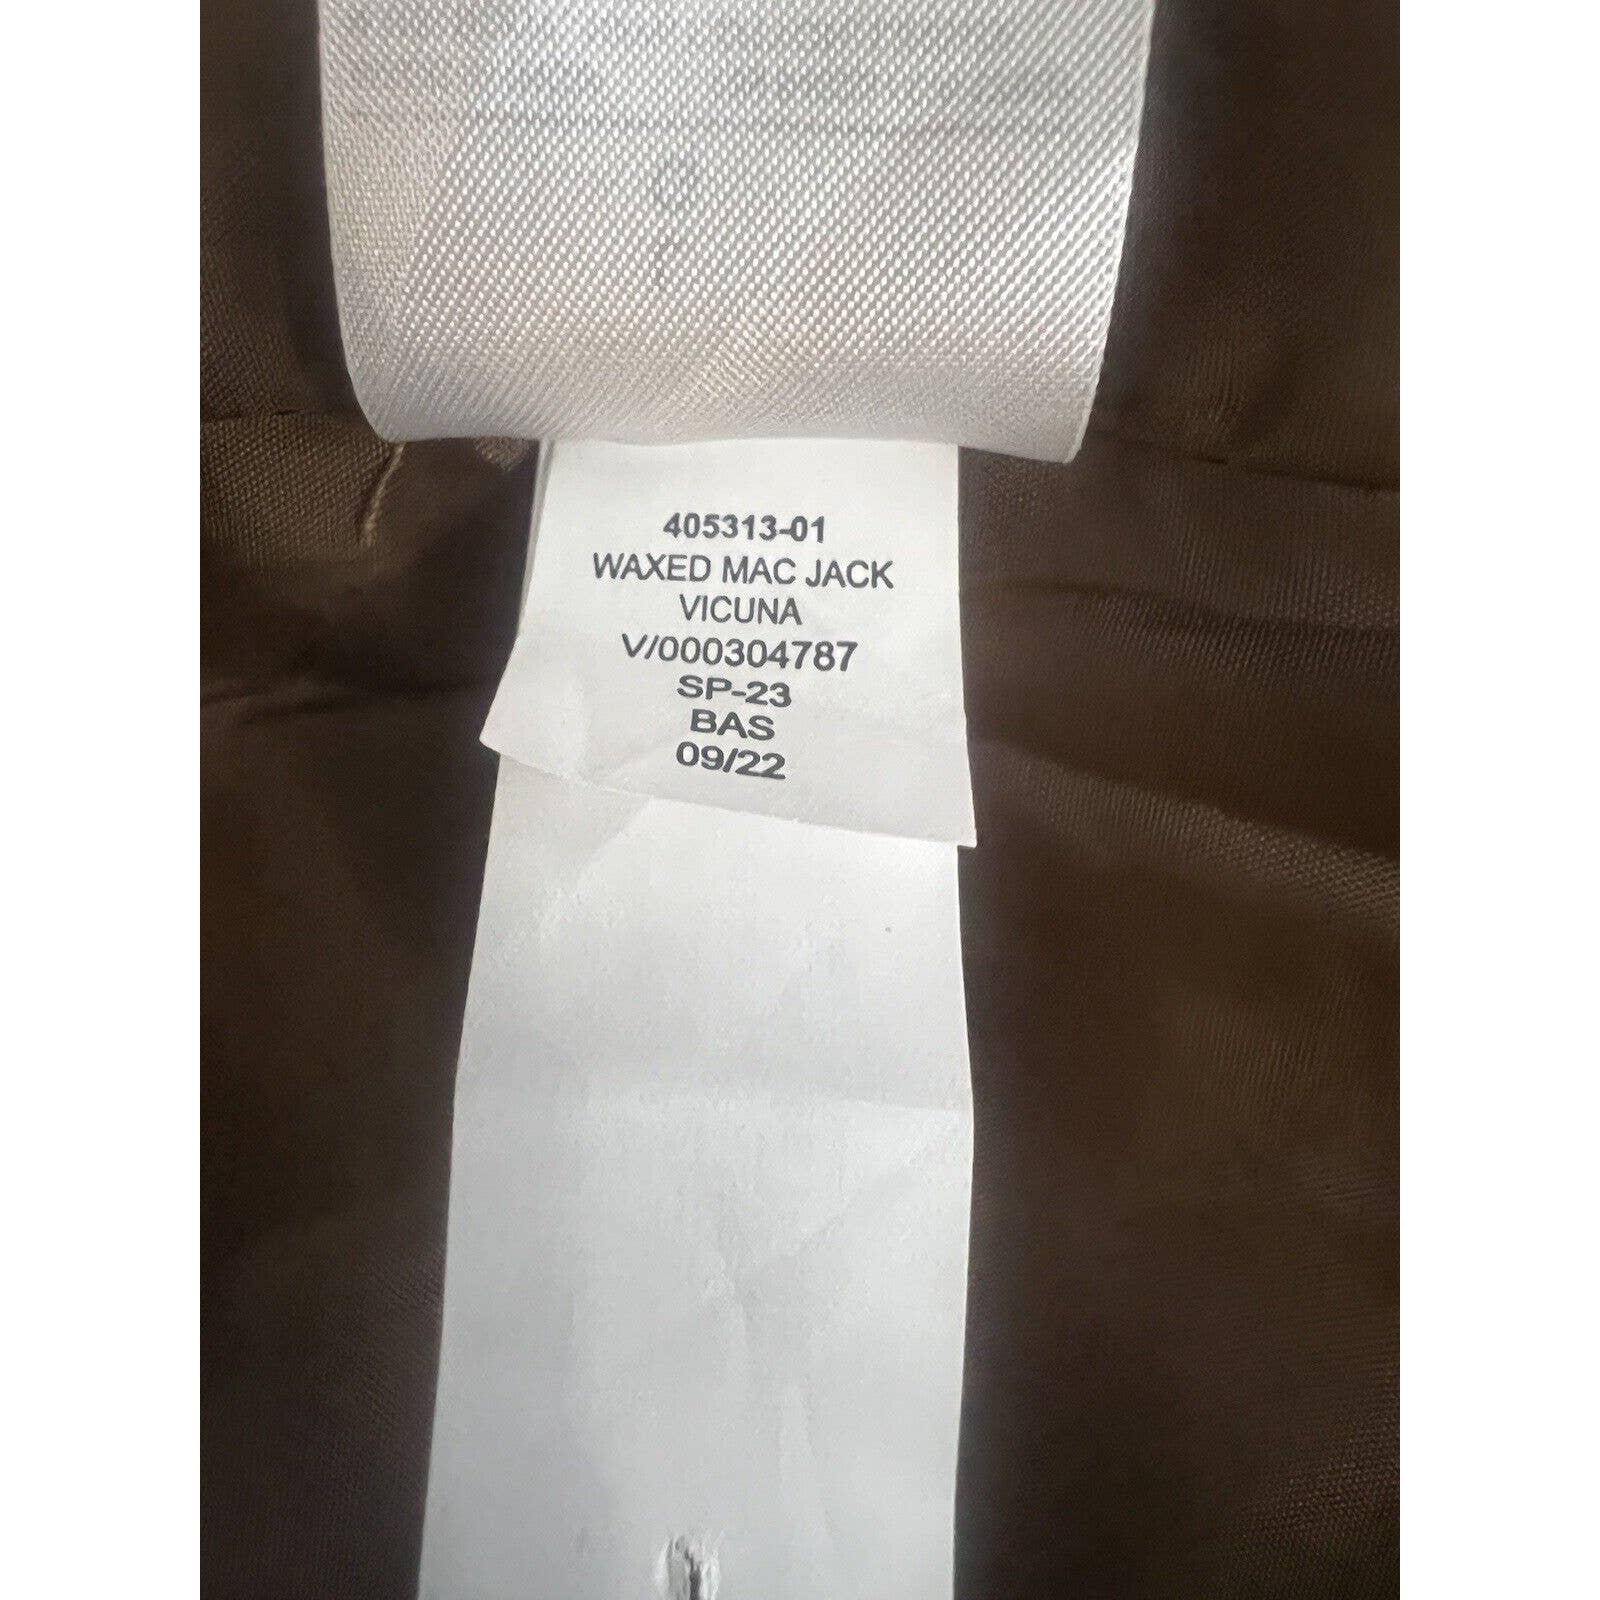 405313-01
WAXED MAC JACK
VICUNA
V/000304787
SP-23
BAS
09/22